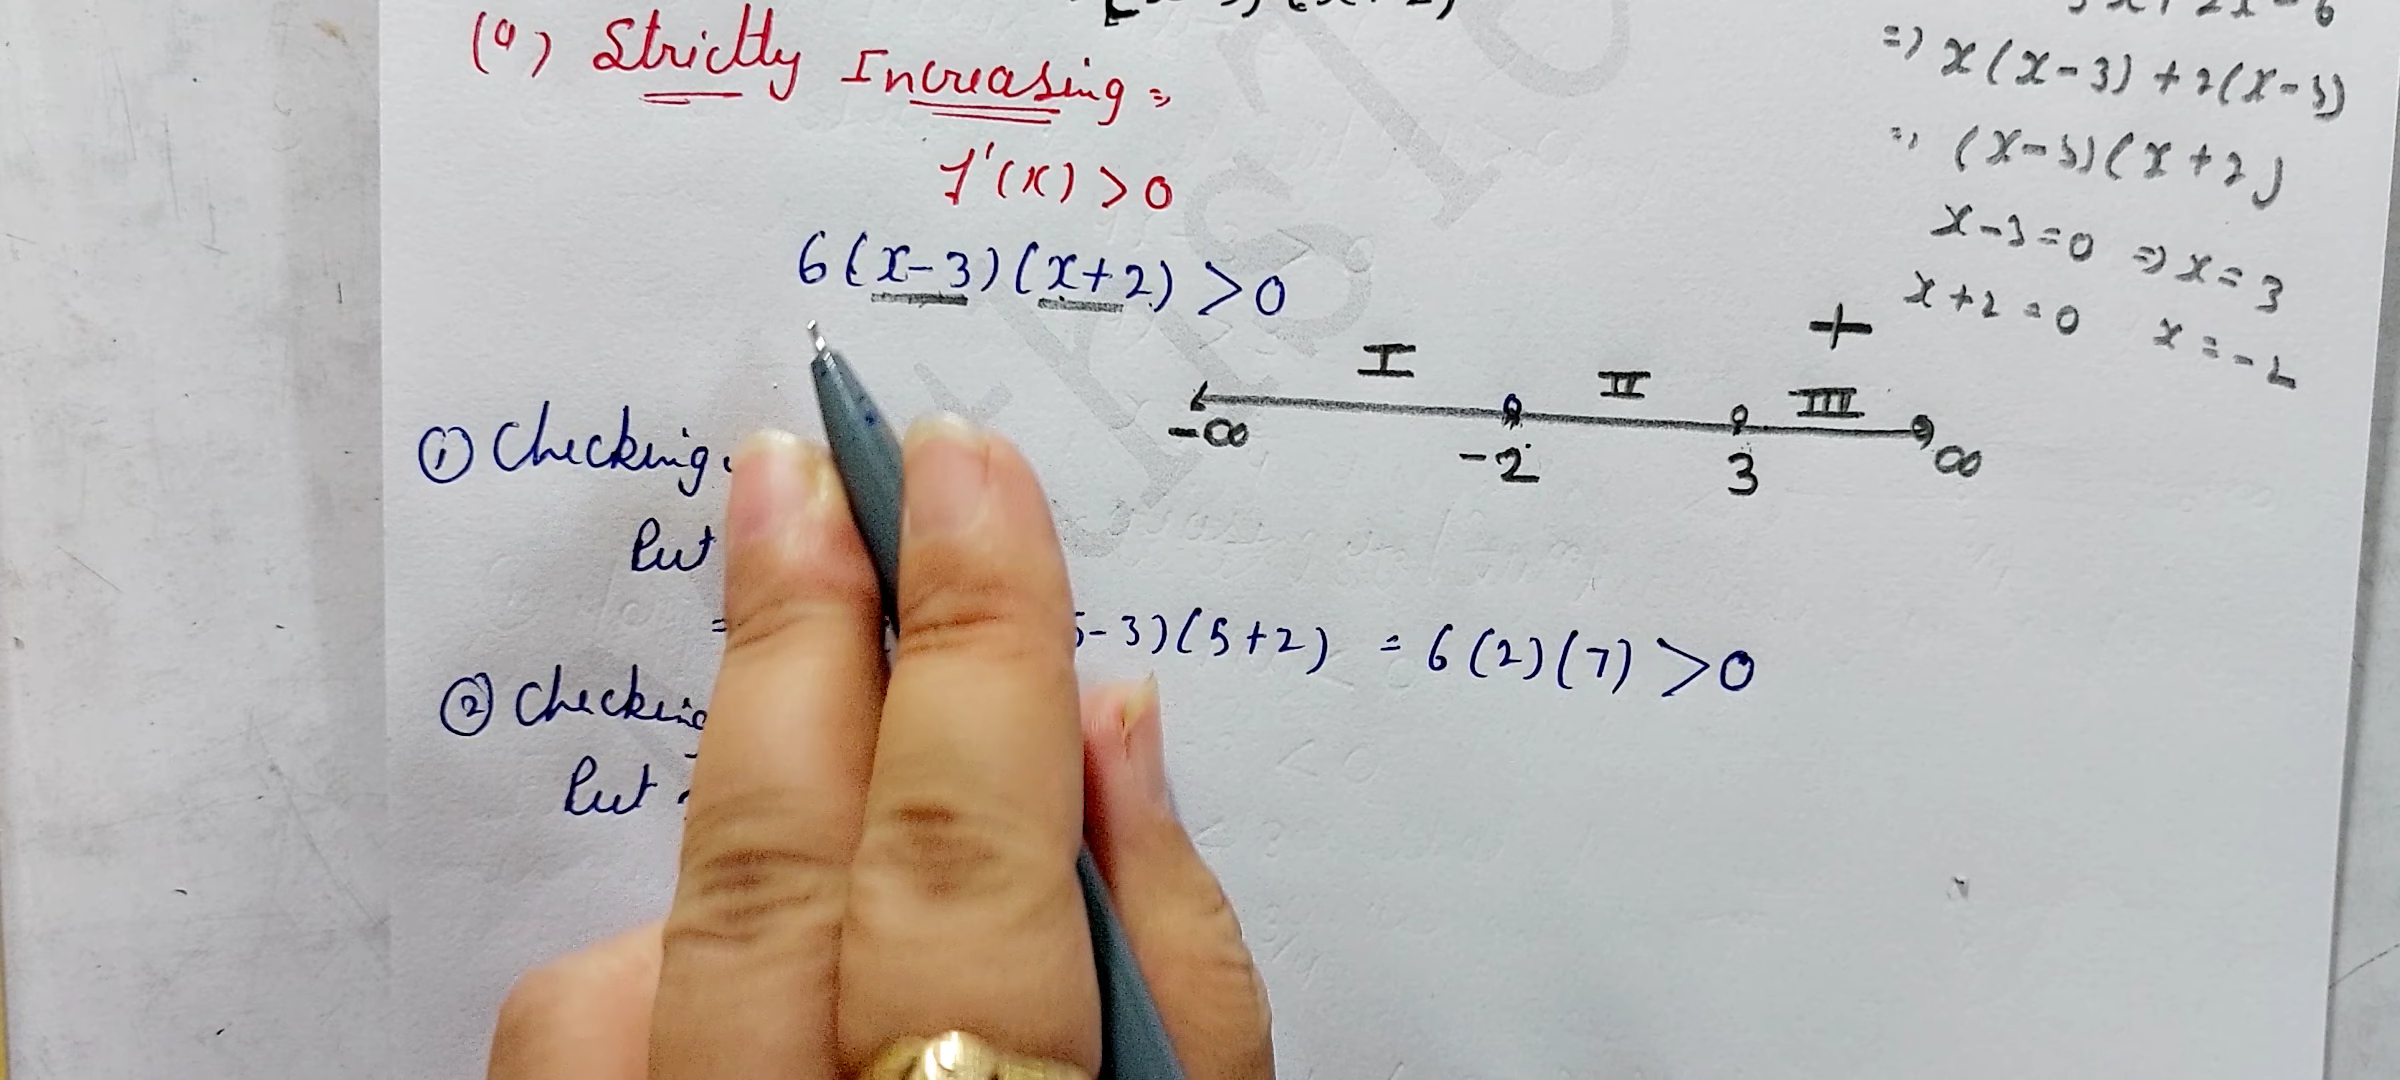 (a) Strictly Increasing =
f'(x) > 0
6(x-3)(x+2) > 0
=> x(x-3) + 2(x-3)
=> (x-3)(x+2)
x-3=0 => x=3
x+2=0 x=-2
+
I II III
-∞ -2 3 ∞
① Checking
Put
= 5-3)(5+2) = 6(2)(7) > 0
② Checking
Put